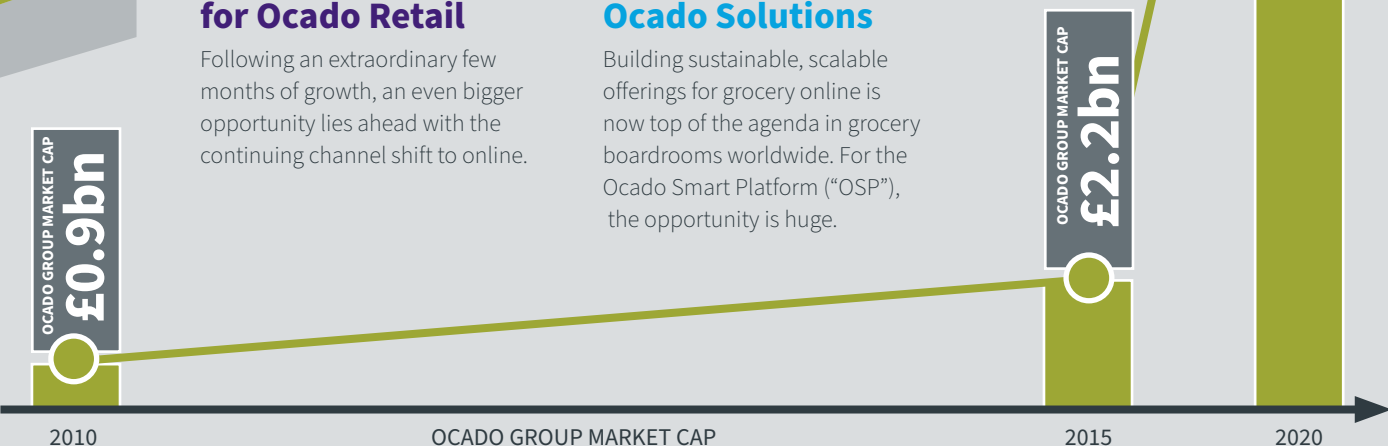 for Ocado Retail
Following an extraordinary few
months of growth, an even bigger
opportunity lies ahead with the
continuing channel shift to online.
Ocado Solutions
Building sustainable, scalable
offerings for grocery online is
now top of the agenda in grocery
boardrooms worldwide. For the
Ocado Smart Platform (“OSP”),
the opportunity is huge.
OCADO GROUP MARKET CAP
£0.9bn
OCADO GROUP MARKET CAP
£2.2bn
2010
OCADO GROUP MARKET CAP
2015
2020